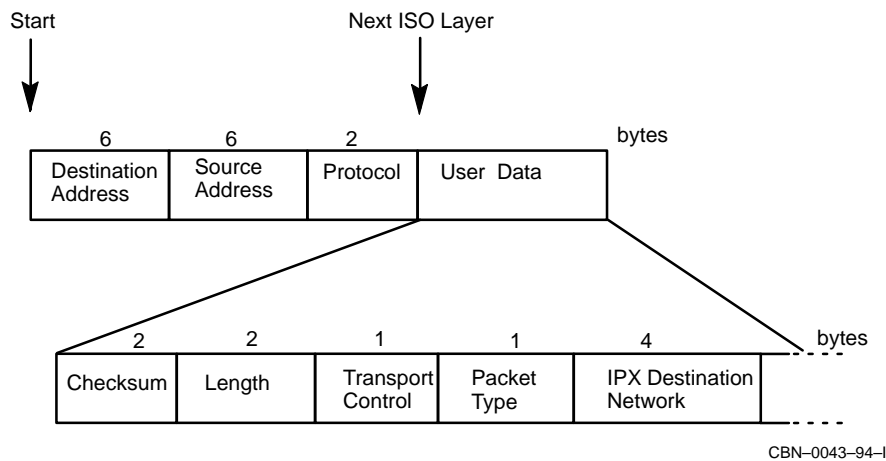 Start Next ISO Layer
6 6 2 bytes
Destination Address Source Address Protocol User Data
2 2 1 1 4 bytes
Checksum Length Transport Control Packet Type IPX Destination Network
CBN–0043–94–I